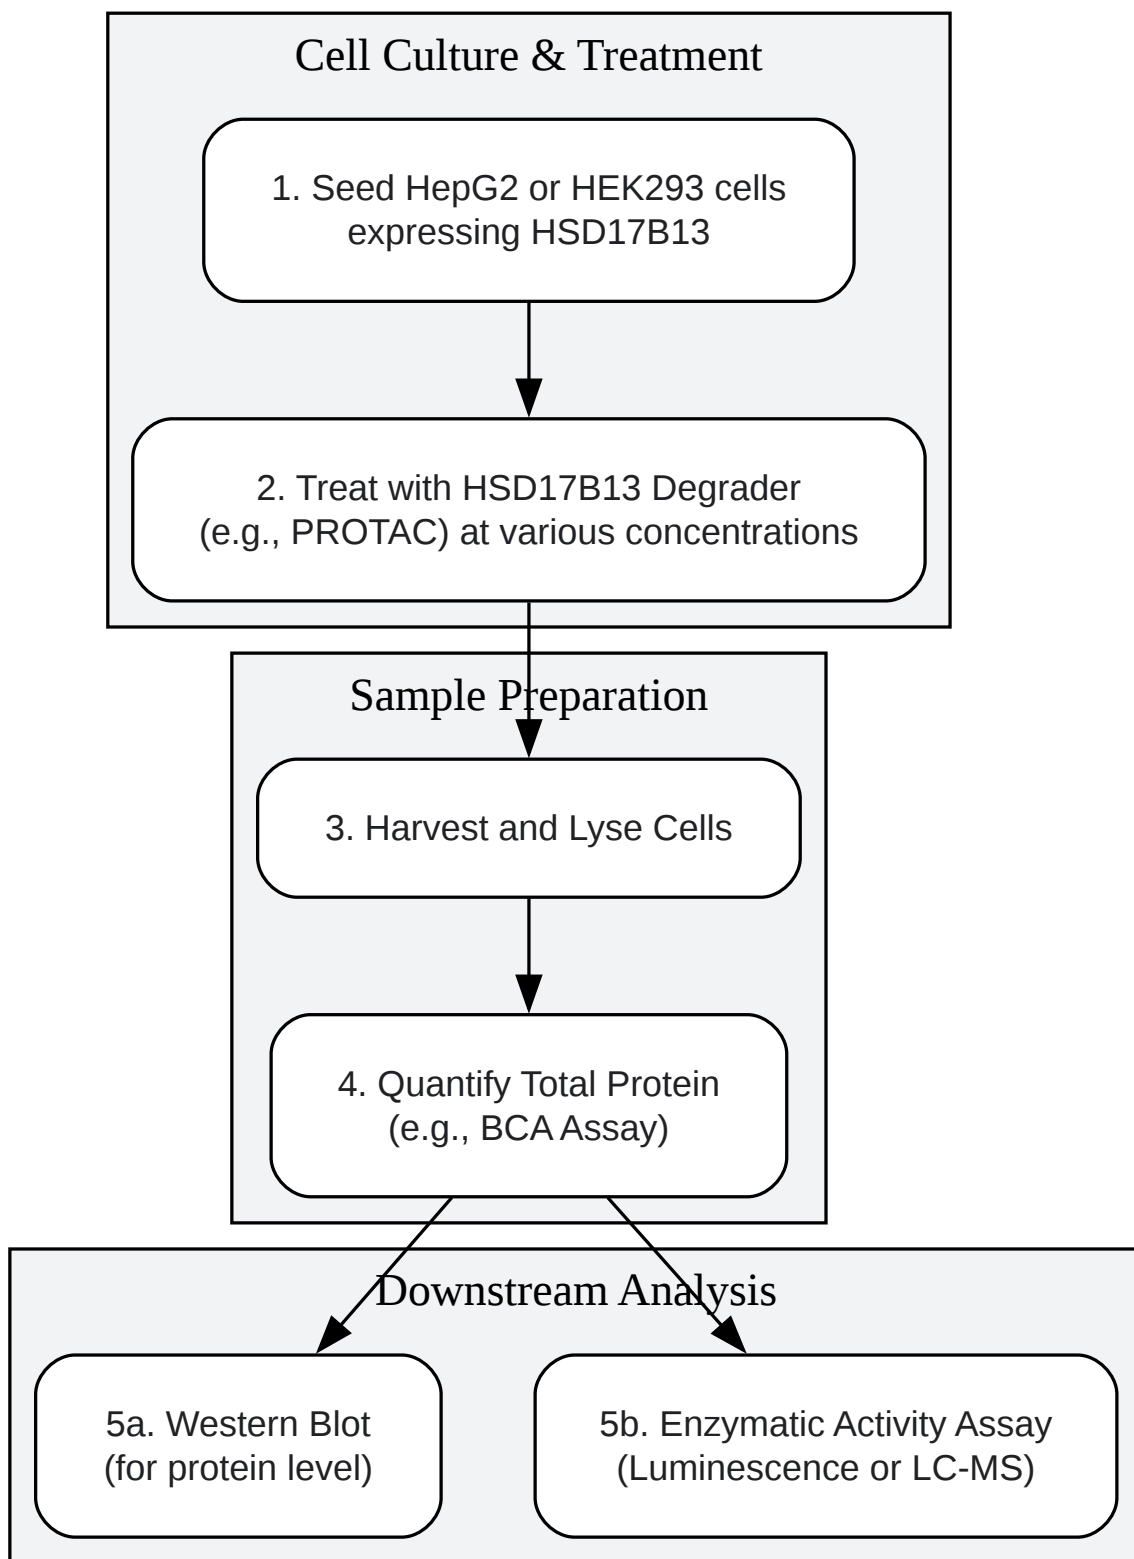 Cell Culture & Treatment
1. Seed HepG2 or HEK293 cells
expressing HSD17B13
2. Treat with HSD17B13 Degrader
(e.g., PROTAC) at various concentrations
Sample Preparation
3. Harvest and Lyse Cells
4. Quantify Total Protein
(e.g., BCA Assay)
Downstream Analysis
5a. Western Blot
(for protein level)
5b. Enzymatic Activity Assay
(Luminescence or LC-MS)